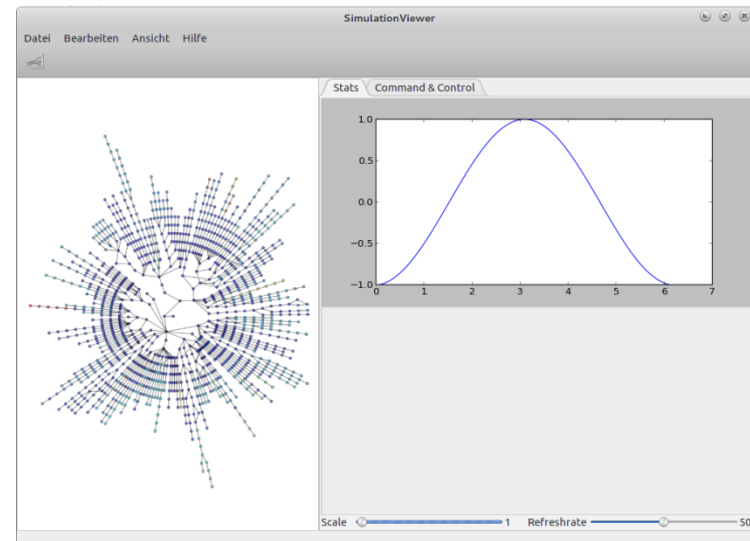 SimulationViewer
Datei Bearbeiten Ansicht Hilfe
Stats Command & Control
1.0
0.5
0.0
−0.5
−1.0
0 1 2 3 4 5 6 7
Scale 1 Refreshrate 50